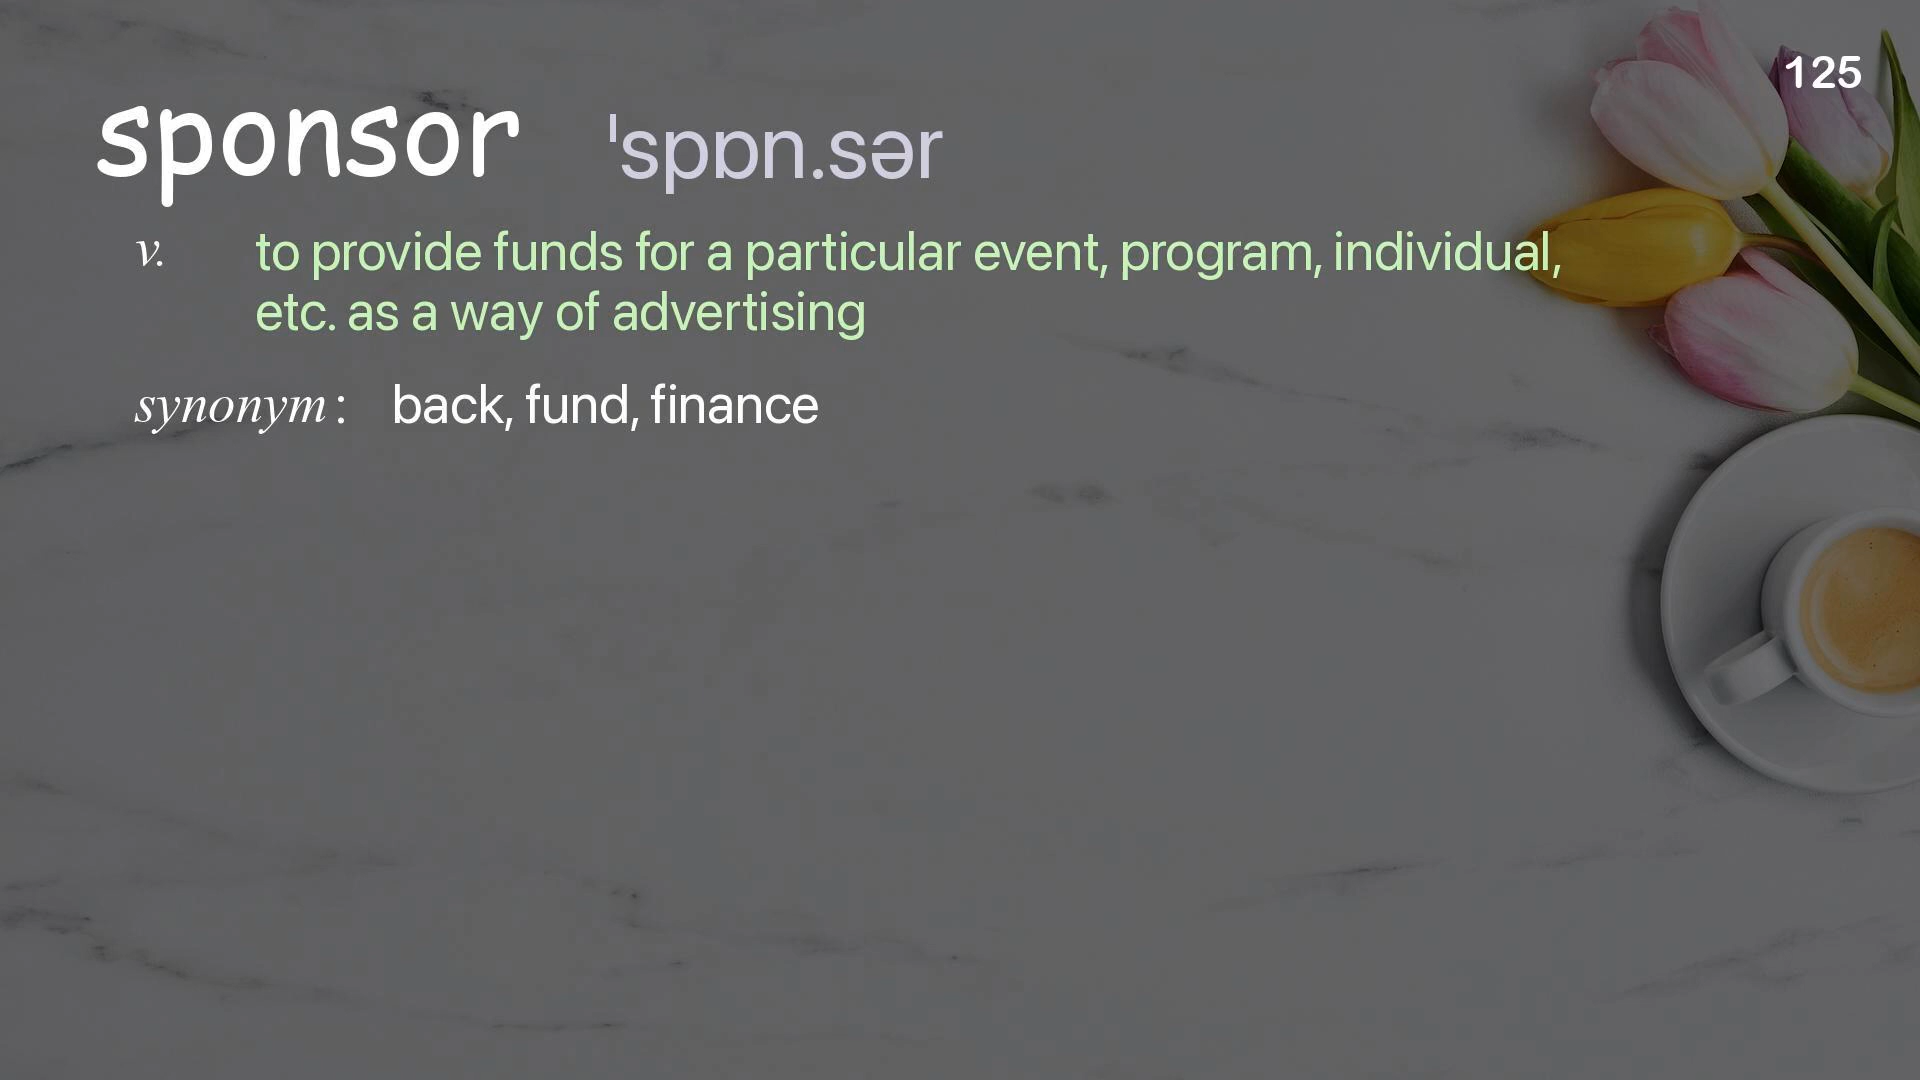 125
sponsor ˈspɒn.sər
v. to provide funds for a particular event, program, individual,
etc. as a way of advertising
synonym : back, fund, finance